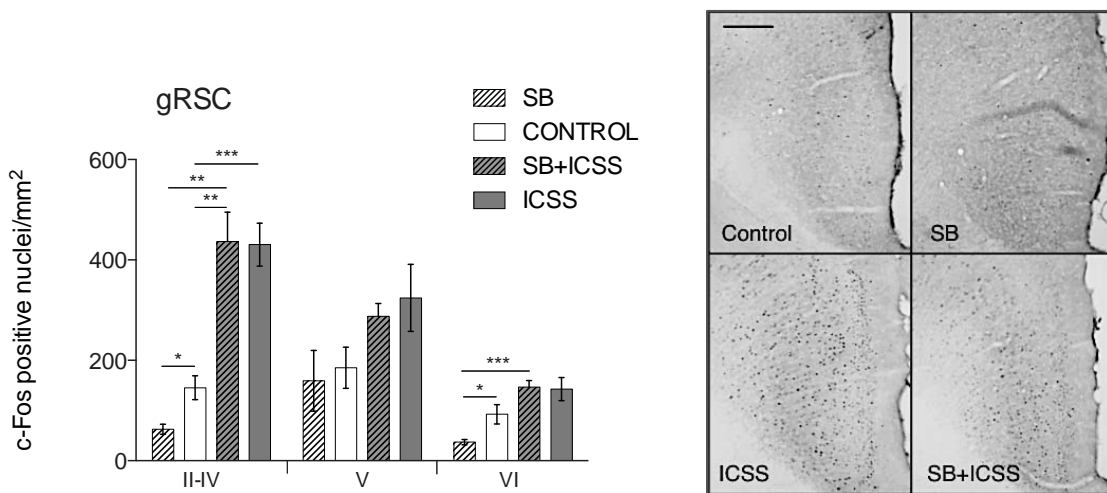 gRSC
SB
CONTROL
SB+ICSS
ICSS
c-Fos positive nuclei/mm²
600
400
200
0
***
**
**
*
***
*
II-IV
V
VI
Control
SB
ICSS
SB+ICSS